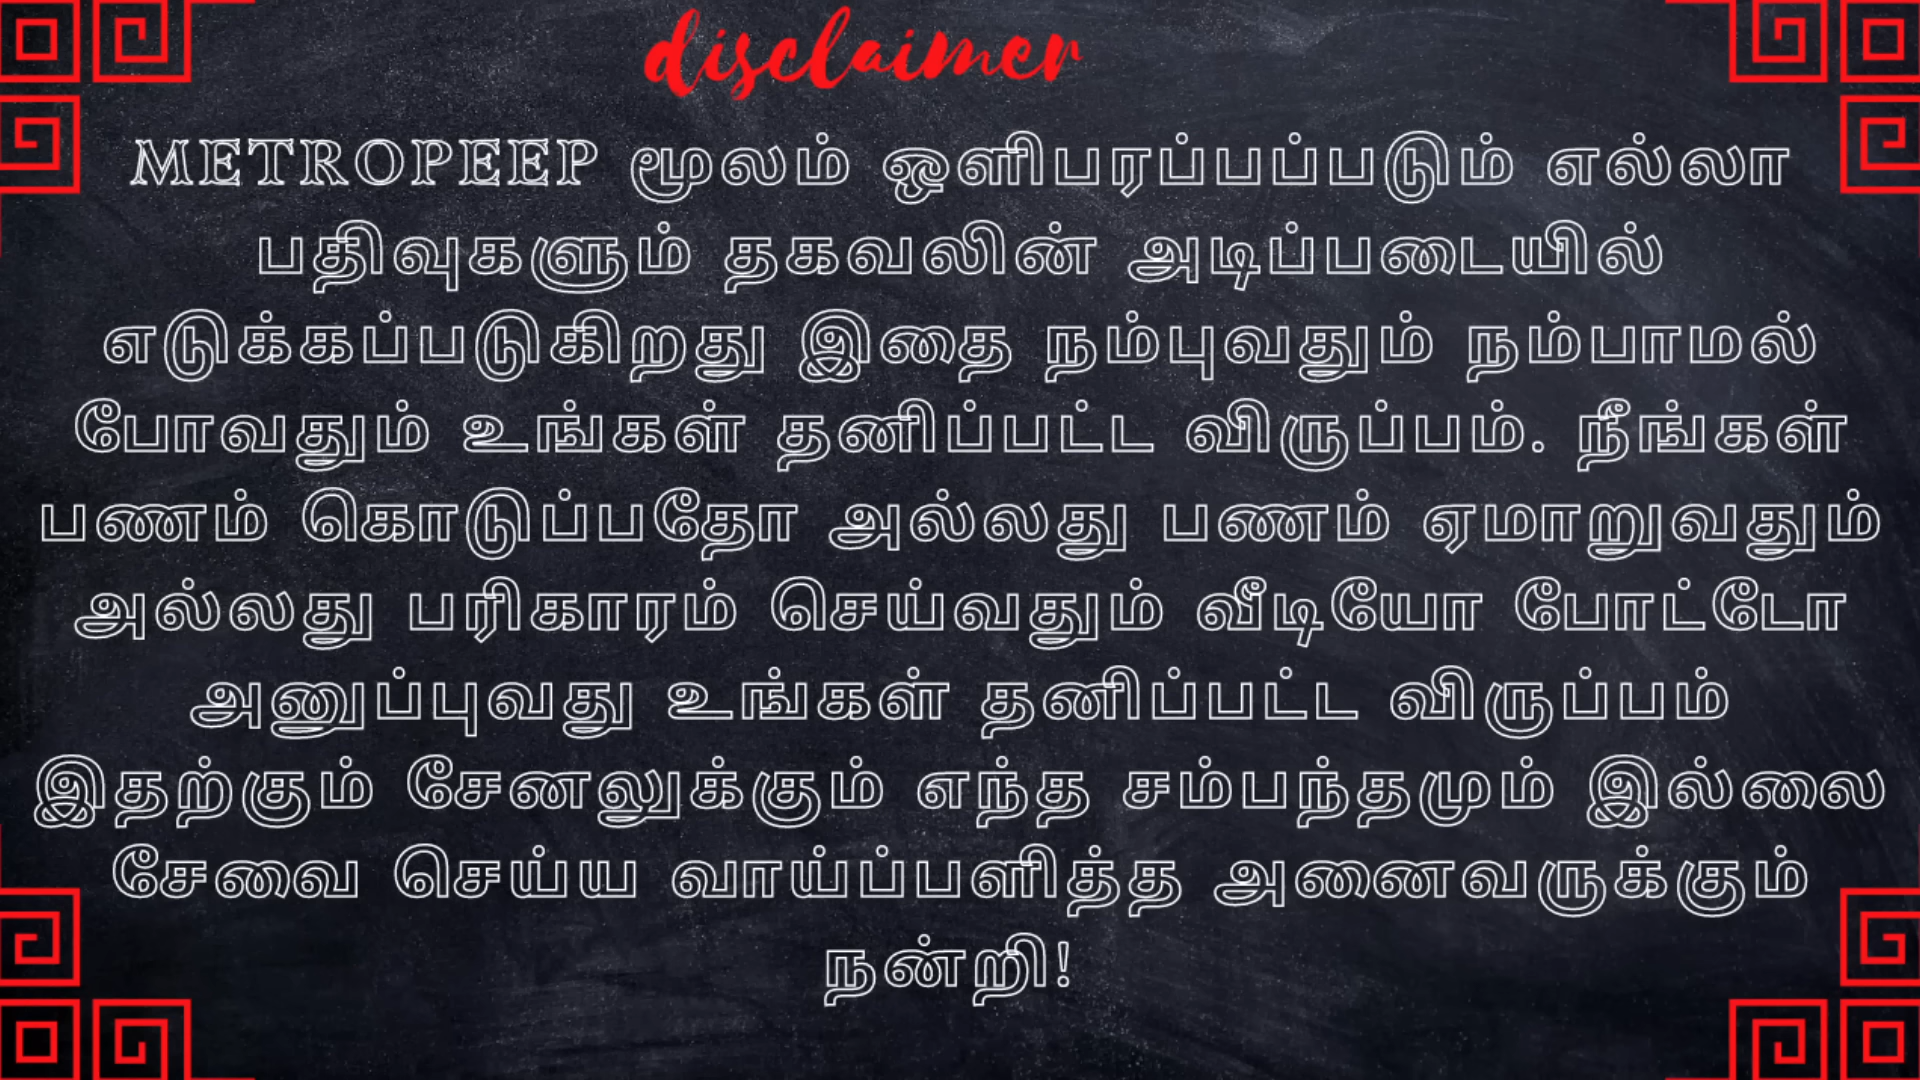 disclaimer
METROPEEP மூலம் ஒளிபரப்பப்படும் எல்லா
பதிவுகளும் தகவலின் அடிப்படையில்
எடுக்கப்படுகிறது இதை நம்புவதும் நம்பாமல்
போவதும் உங்கள் தனிப்பட்ட விருப்பம். நீங்கள்
பணம் கொடுப்பதோ அல்லது பணம் ஏமாறுவதும்
அல்லது பரிகாரம் செய்வதும் வீடியோ போட்டோ
அனுப்புவது உங்கள் தனிப்பட்ட விருப்பம்
இதற்கும் சேனலுக்கும் எந்த சம்பந்தமும் இல்லை
சேவை செய்ய வாய்ப்பளித்த அனைவருக்கும்
நன்றி!